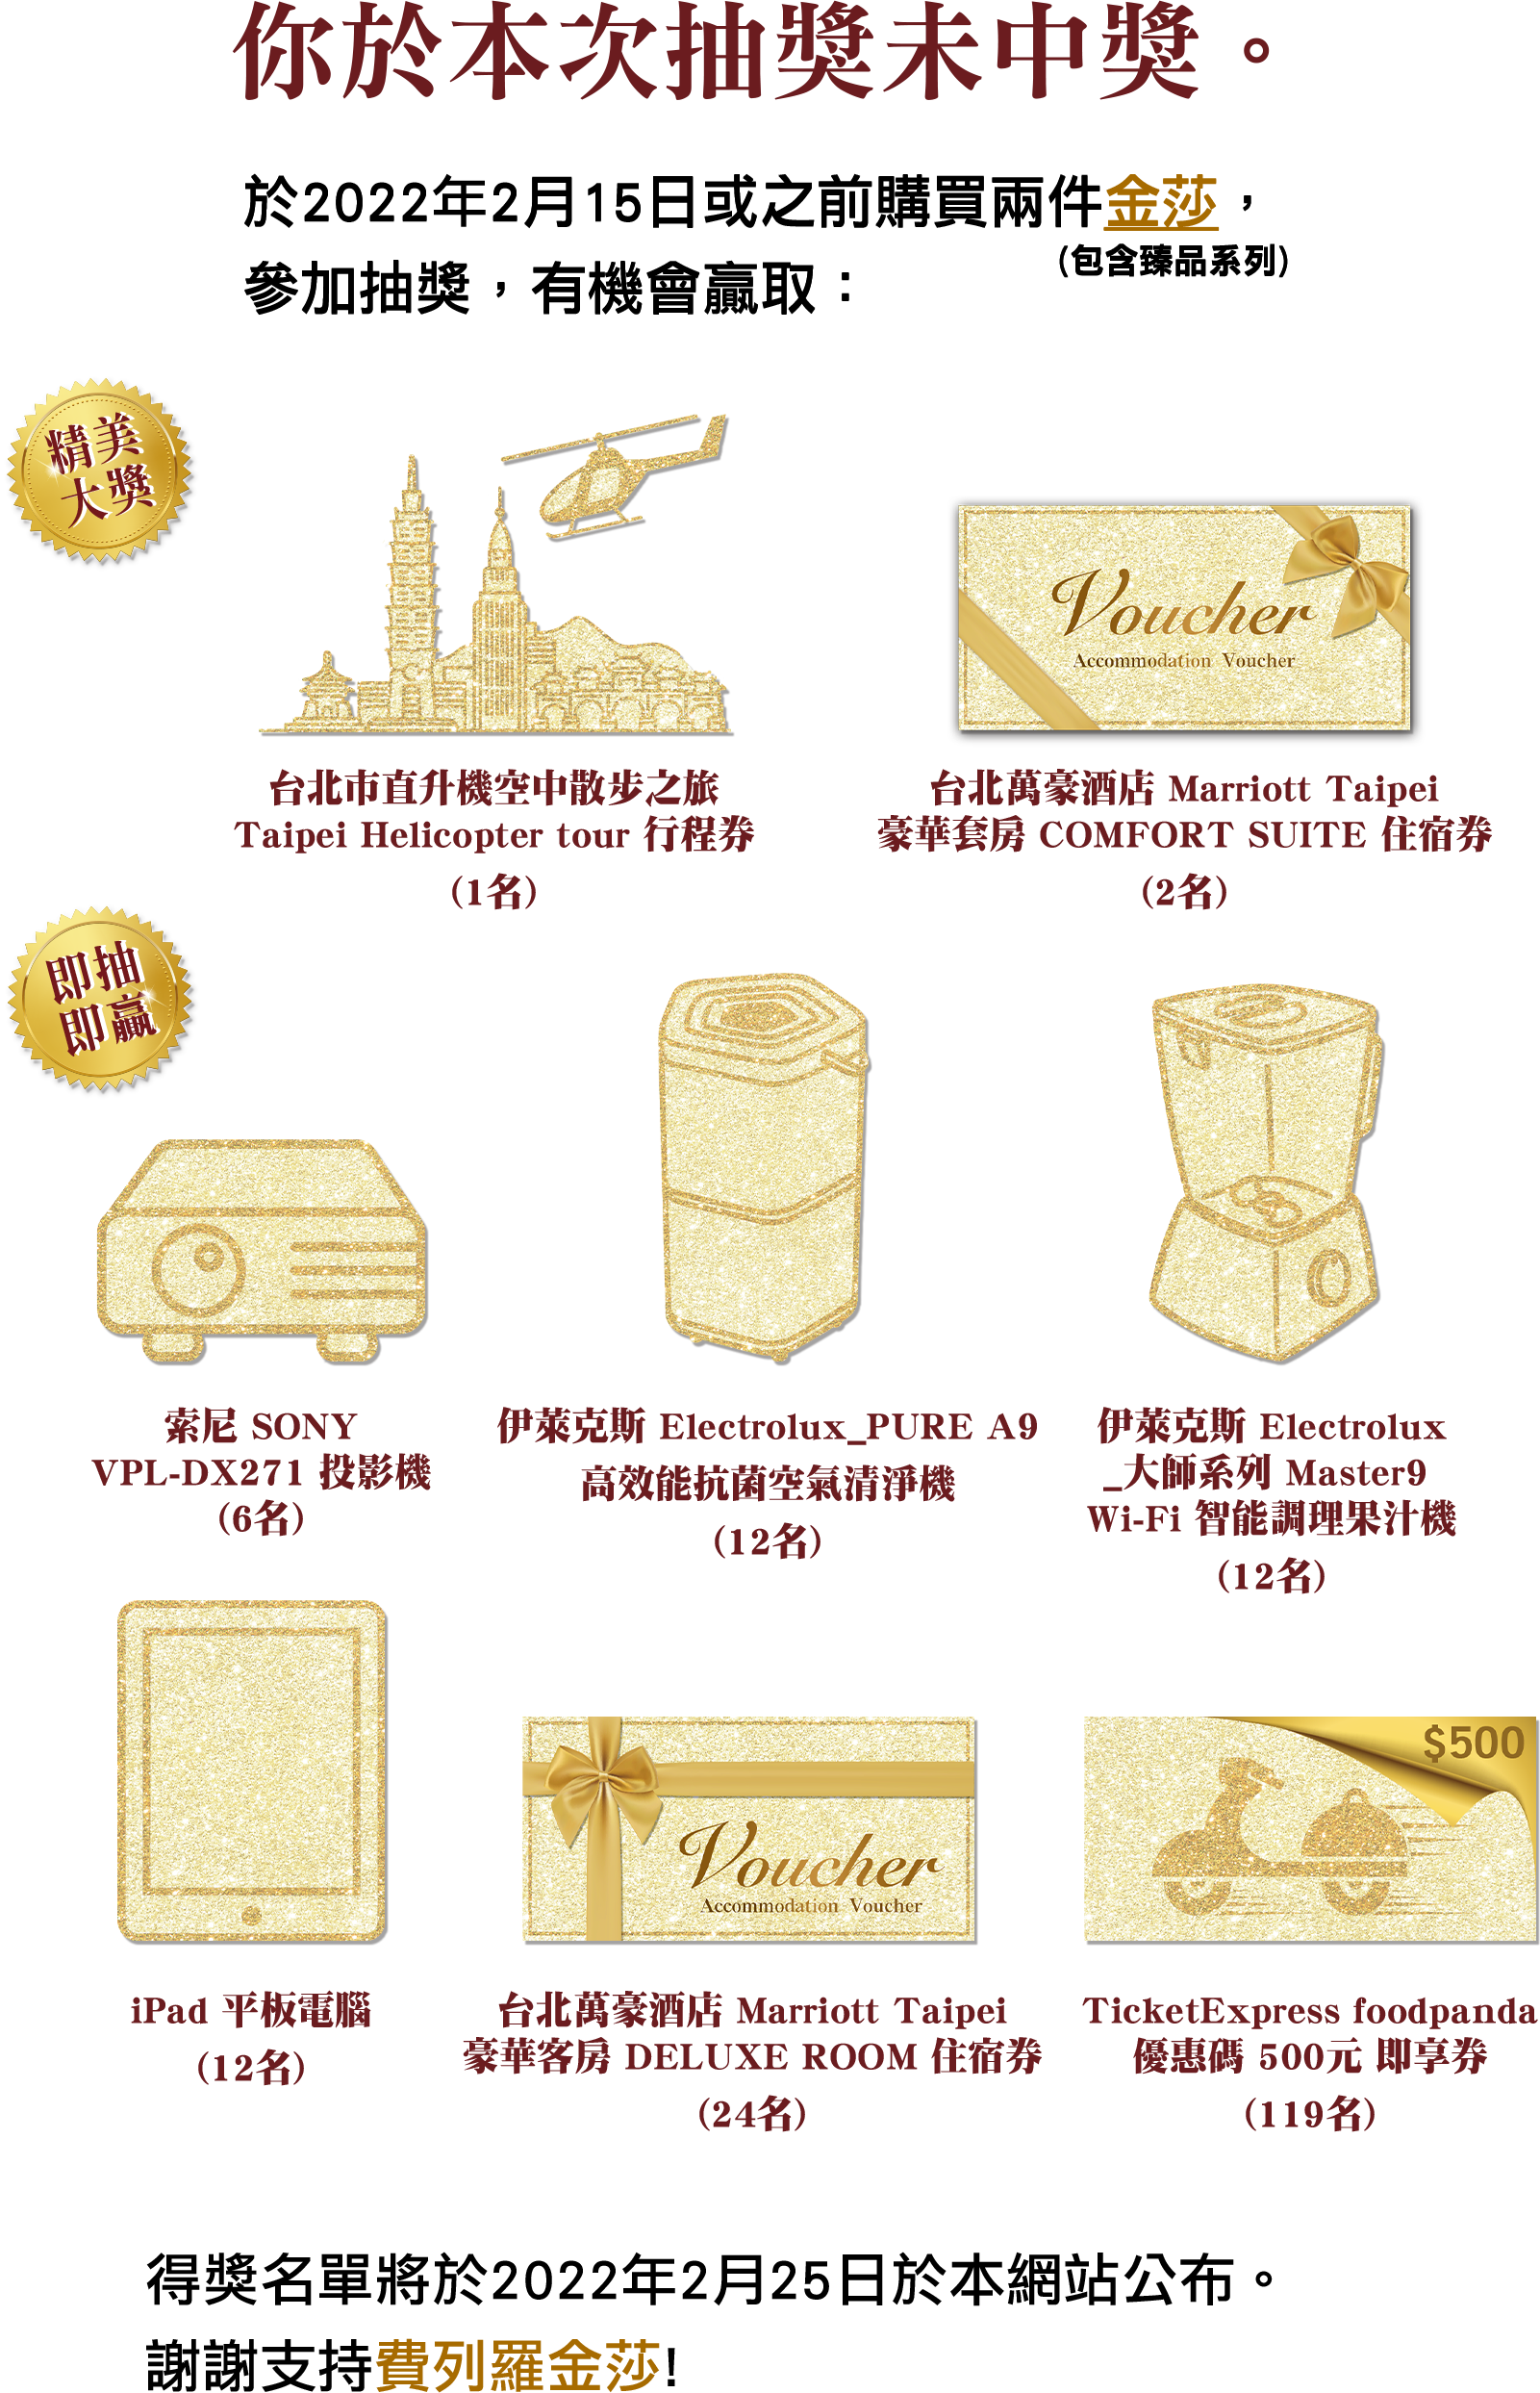 你於本次抽獎未中獎。
於2022年2月15日或之前購買兩件金莎，
(包含臻品系列)
參加抽獎，有機會贏取：
精美
大獎
Voucher
Accommodation Voucher
台北市直升機空中散步之旅
Taipei Helicopter tour 行程券
(1名)
台北萬豪酒店 Marriott Taipei
豪華套房 COMFORT SUITE 住宿券
(2名)
即抽
即贏
索尼 SONY
VPL-DX271 投影機
(6名)
伊萊克斯 Electrolux_PURE A9
高效能抗菌空氣清淨機
(12名)
伊萊克斯 Electrolux
_大師系列 Master9
Wi-Fi 智能調理果汁機
(12名)
Voucher
Accommodation Voucher
$500
iPad 平板電腦
(12名)
台北萬豪酒店 Marriott Taipei
豪華客房 DELUXE ROOM 住宿券
(24名)
TicketExpress foodpanda
優惠碼 500元 即享券
(119名)
得獎名單將於2022年2月25日於本網站公布。
謝謝支持費列羅金莎!